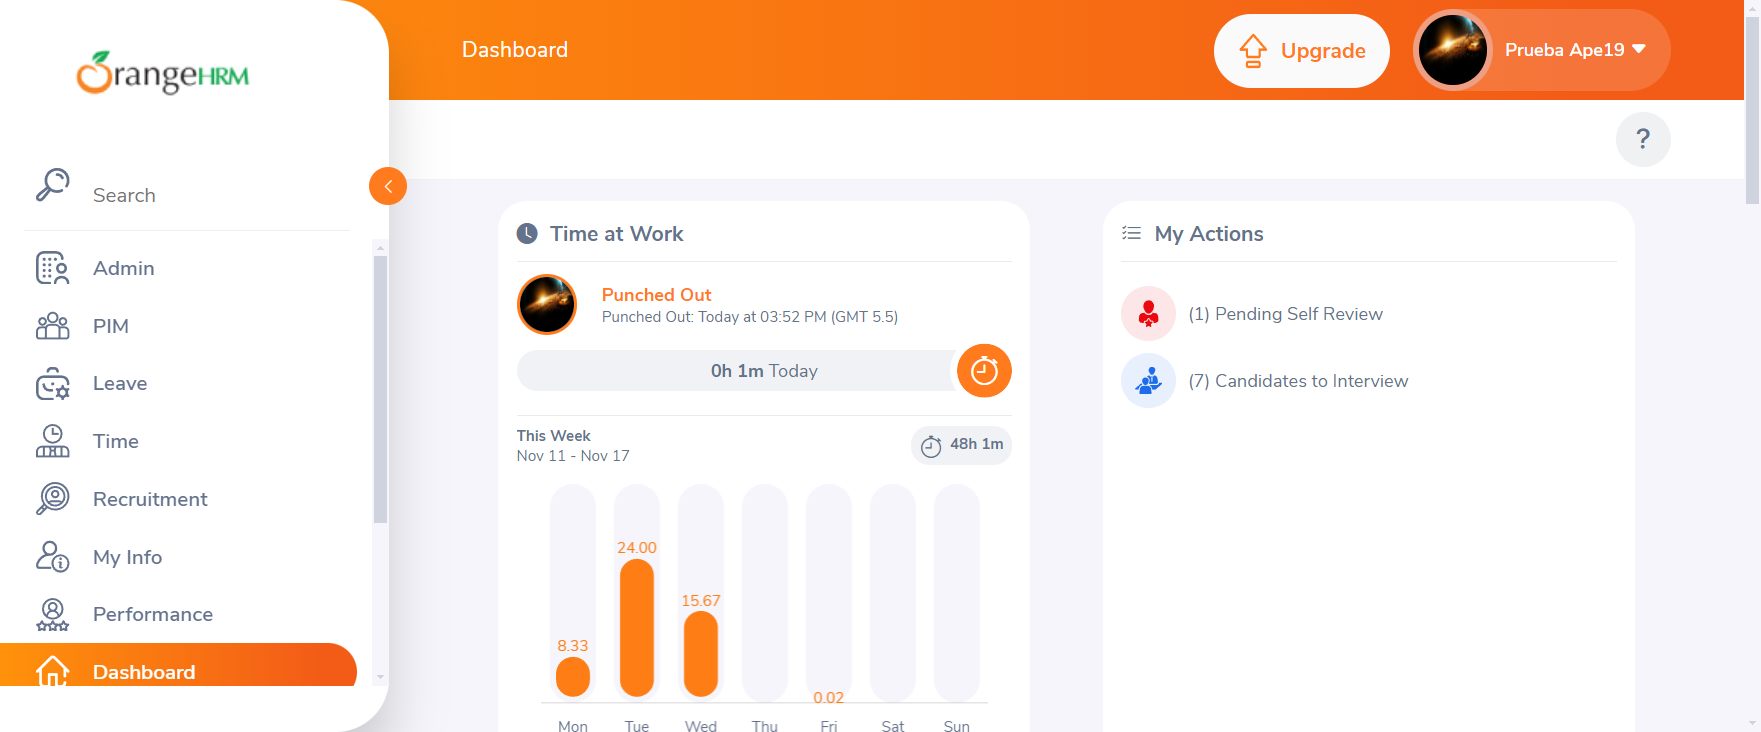 OrangeHRM
Dashboard
Upgrade
Prueba Ape19
?
Search
Admin
PIM
Leave
Time
Recruitment
My Info
Performance
Dashboard
Time at Work
Punched Out
Punched Out: Today at 03:52 PM (GMT 5.5)
0h 1m Today
This Week
Nov 11 - Nov 17
48h 1m
24.00
15.67
8.33
0.02
Mon Tue Wed Thu Fri Sat Sun
My Actions
(1) Pending Self Review
(7) Candidates to Interview